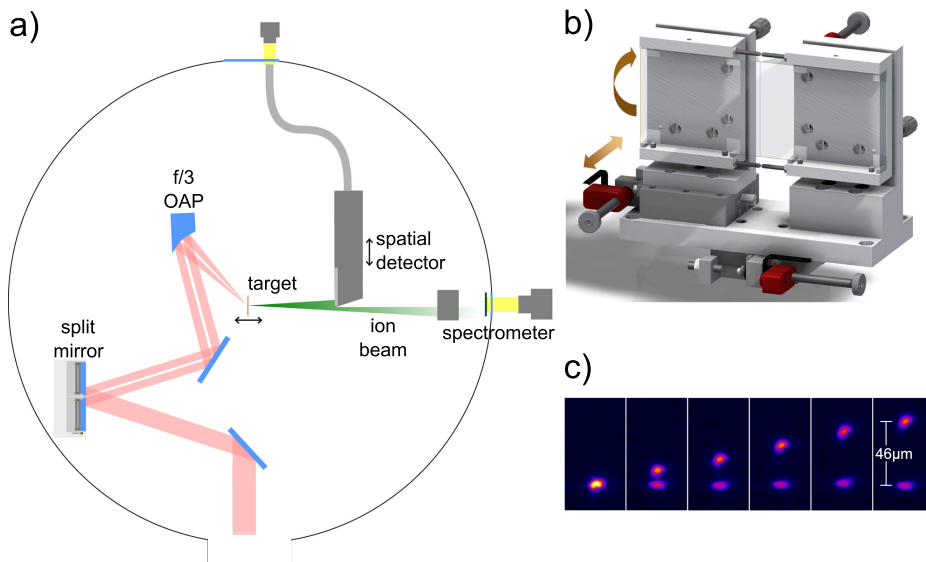 a)
b)
f/3
OAP
spatial
detector
target
split
mirror
ion
beam
spectrometer
c)
46μm